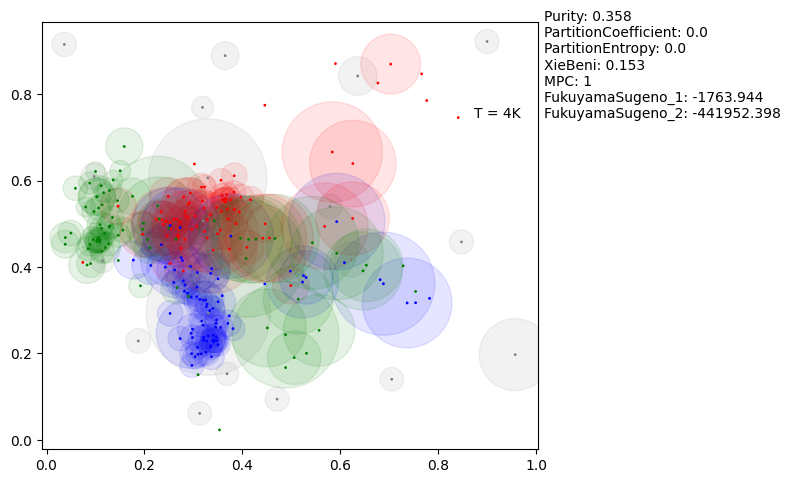 Purity: 0.358
PartitionCoefficient: 0.0
PartitionEntropy: 0.0
XieBeni: 0.153
MPC: 1
FukuyamaSugeno_1: -1763.944
FukuyamaSugeno_2: -441952.398
T = 4K
0.8
0.6
0.4
0.2
0.0
0.0 0.2 0.4 0.6 0.8 1.0